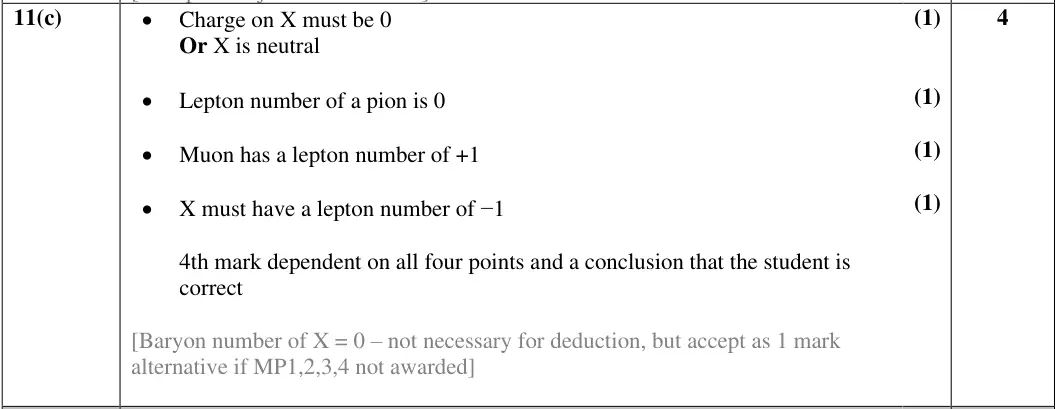 11(c)
• Charge on X must be 0 (1) 4
Or X is neutral
• Lepton number of a pion is 0 (1)
• Muon has a lepton number of +1 (1)
• X must have a lepton number of −1 (1)
4th mark dependent on all four points and a conclusion that the student is
correct
[Baryon number of X = 0 – not necessary for deduction, but accept as 1 mark
alternative if MP1,2,3,4 not awarded]